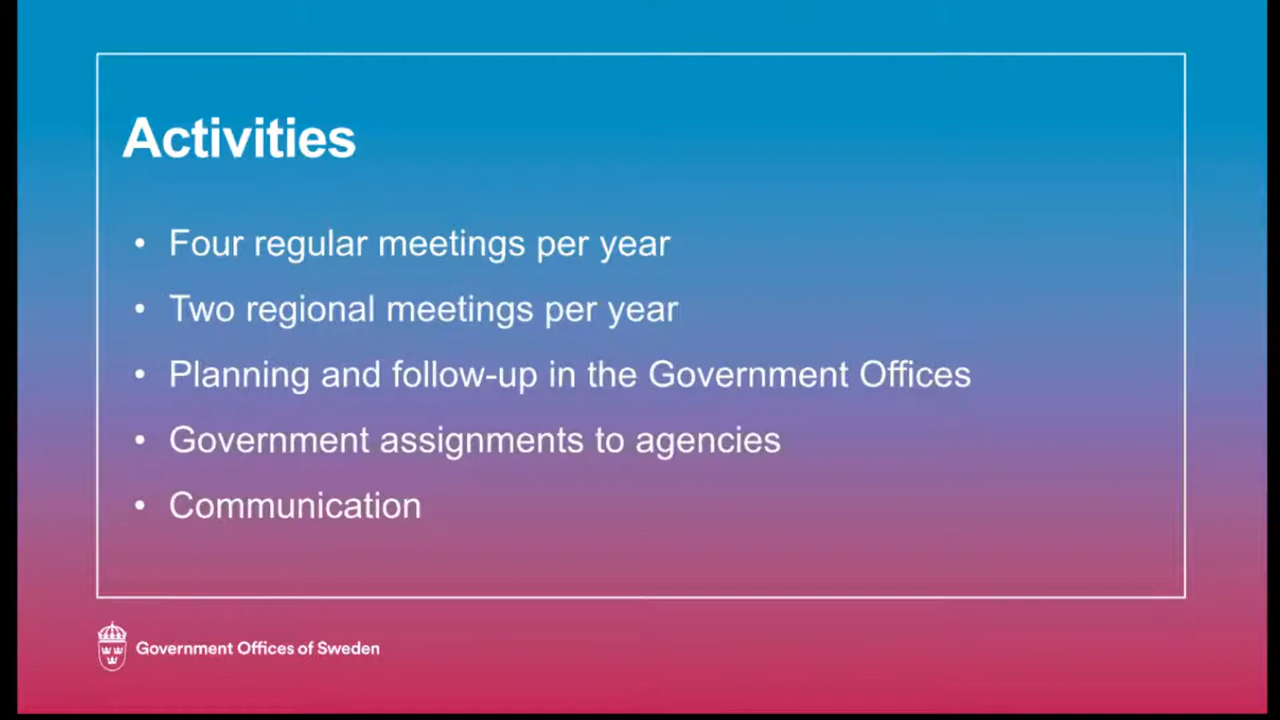 Activities
• Four regular meetings per year
• Two regional meetings per year
• Planning and follow-up in the Government Offices
• Government assignments to agencies
• Communication
Government Offices of Sweden